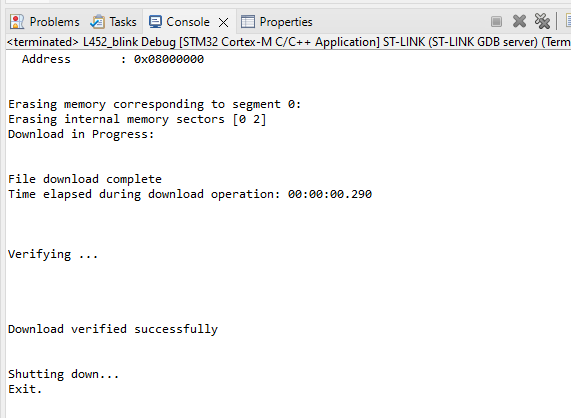 Problems Tasks Console Properties
<terminated> L452_blink Debug [STM32 Cortex-M C/C++ Application] ST-LINK (ST-LINK GDB server) (Term
Address : 0x08000000
Erasing memory corresponding to segment 0:
Erasing internal memory sectors [0 2]
Download in Progress:
File download complete
Time elapsed during download operation: 00:00:00.290
Verifying ...
Download verified successfully
Shutting down...
Exit.